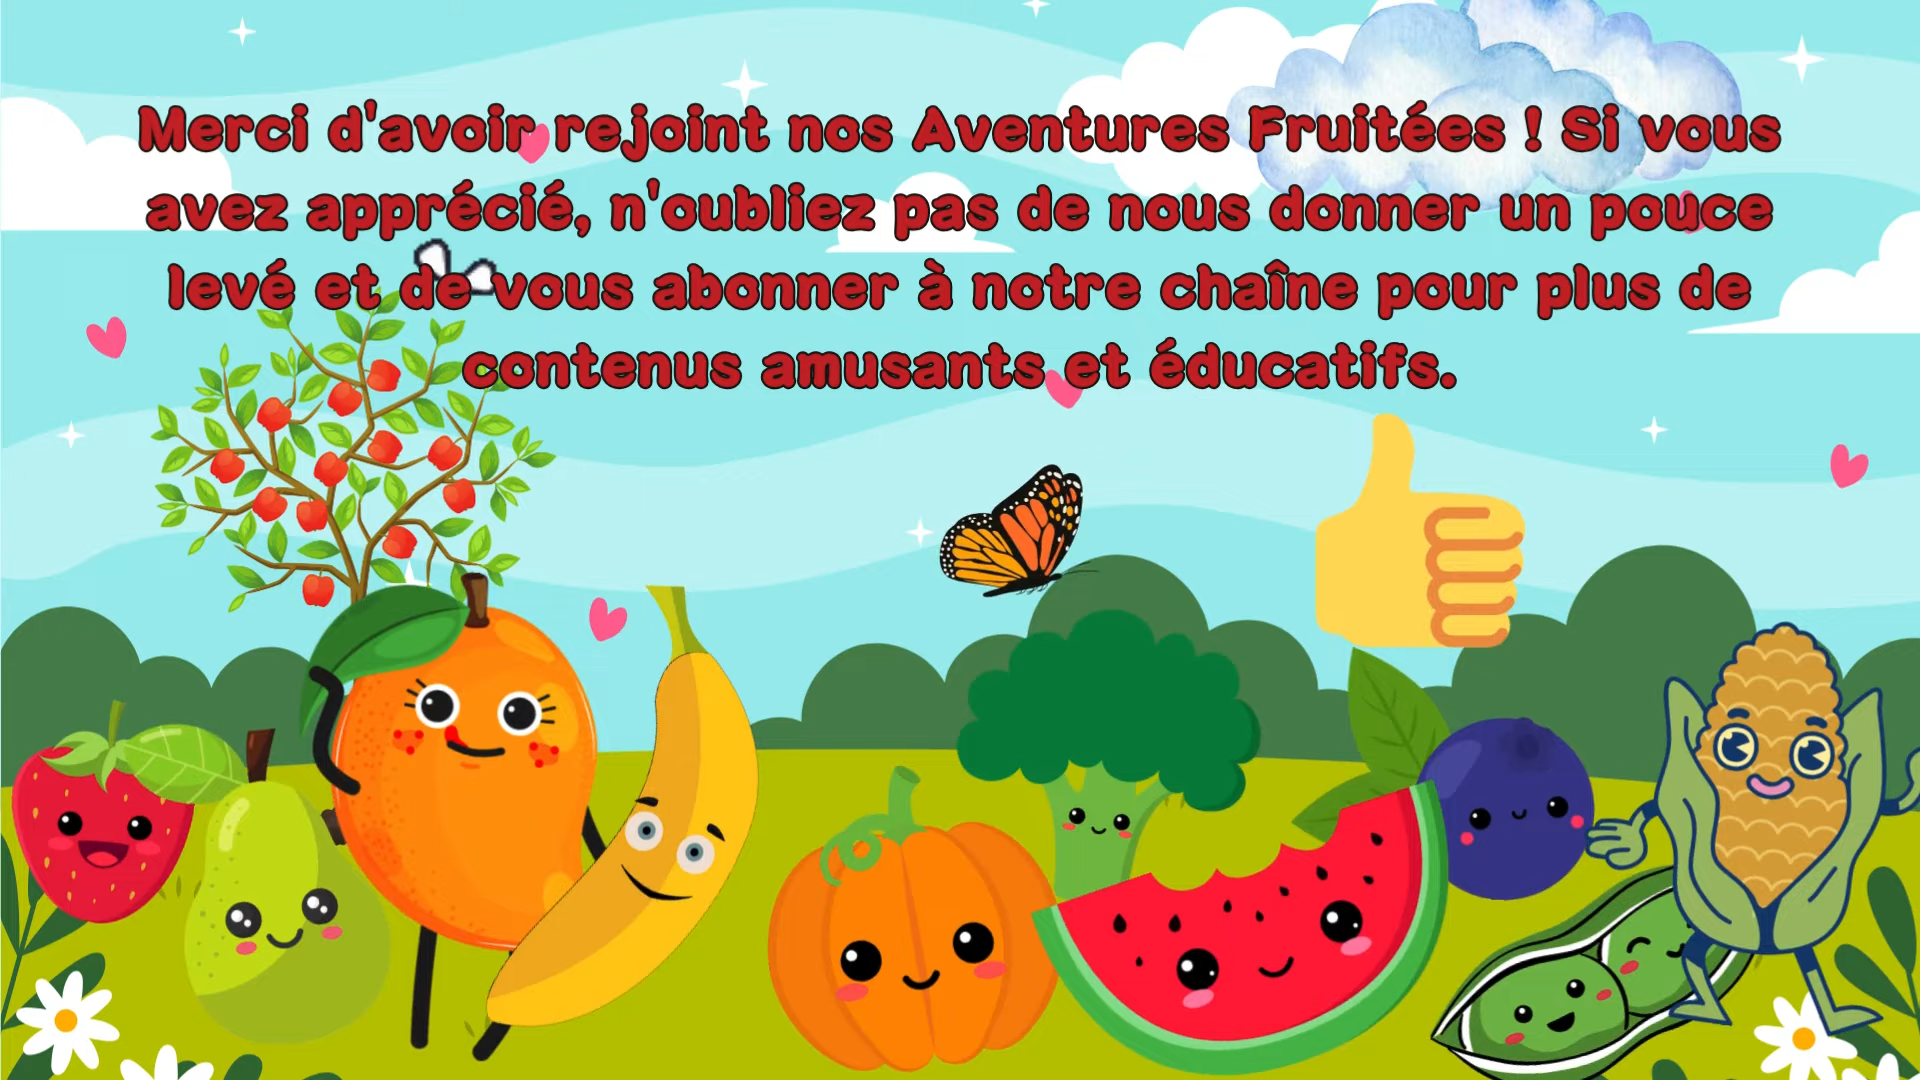 Merci d'avoir rejoint nos Aventures Fruitées ! Si vous
avez apprécié, n'oubliez pas de nous donner un pouce
levé et de vous abonner à notre chaîne pour plus de
contenus amusants et éducatifs.